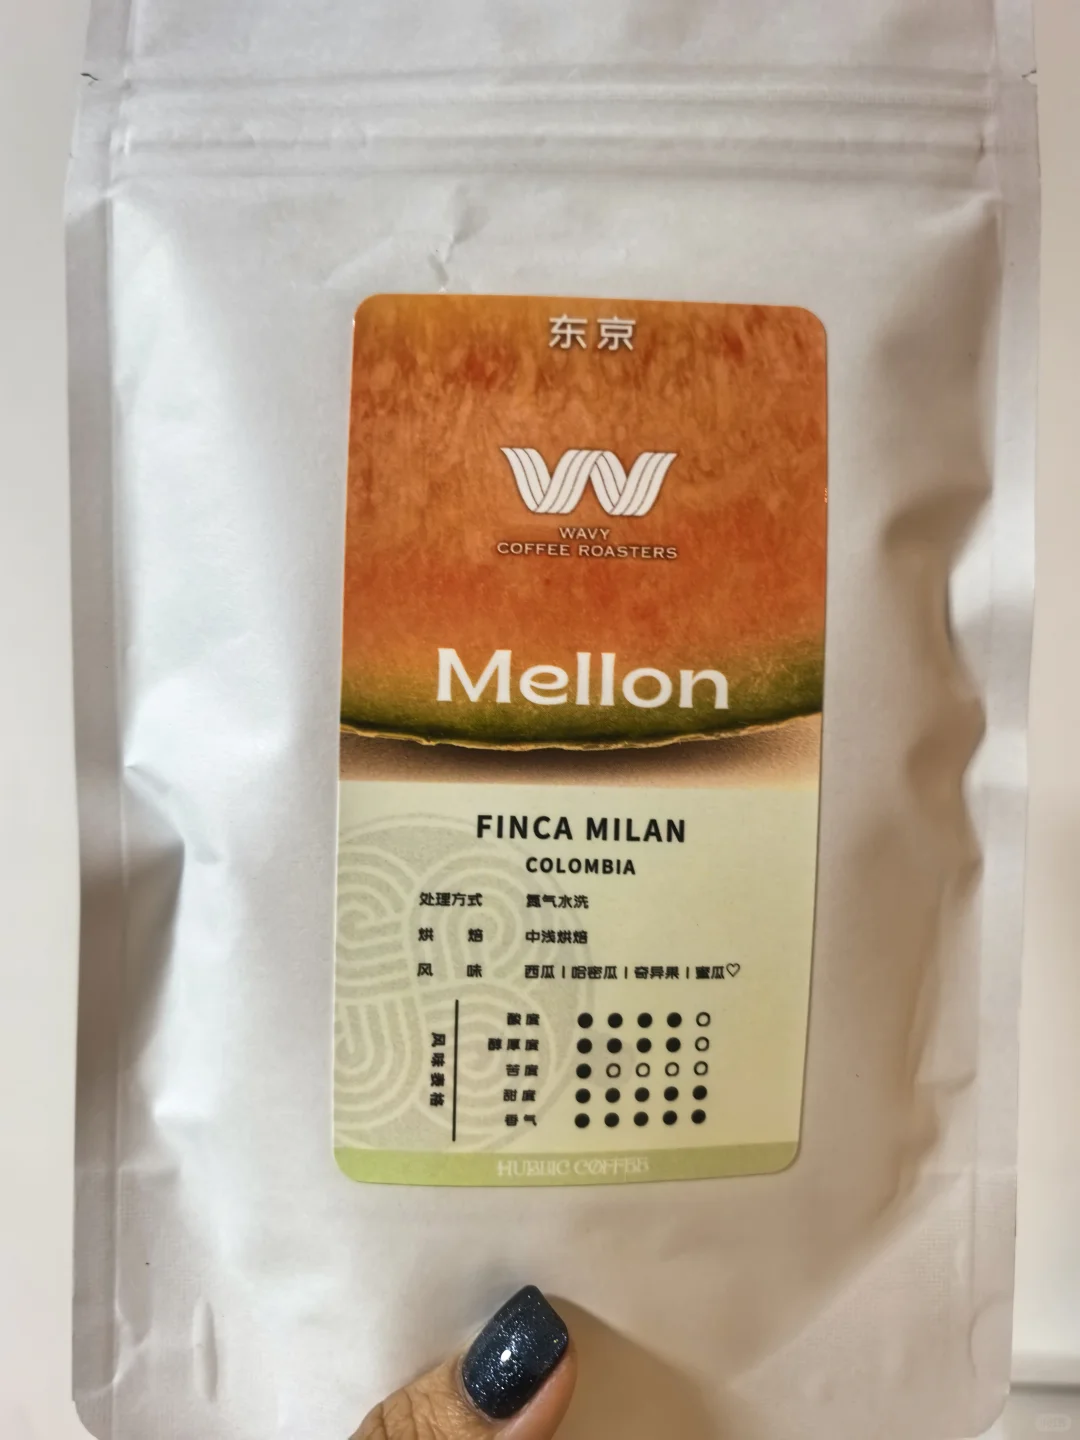 东京
WAVY
COFFEE ROASTERS
Mellon
FINCA MILAN
COLOMBIA
处理方式 氮气水洗
烘 焙 中浅烘焙
风 味 西瓜 | 哈密瓜 | 奇异果 | 蜜瓜♡
风味表格
酸度 ●●●●○
醇厚度 ●●●●○
苦度 ●○○○○
甜度 ●●●●●
香气 ●●●●●
HUBLIC COFFEE